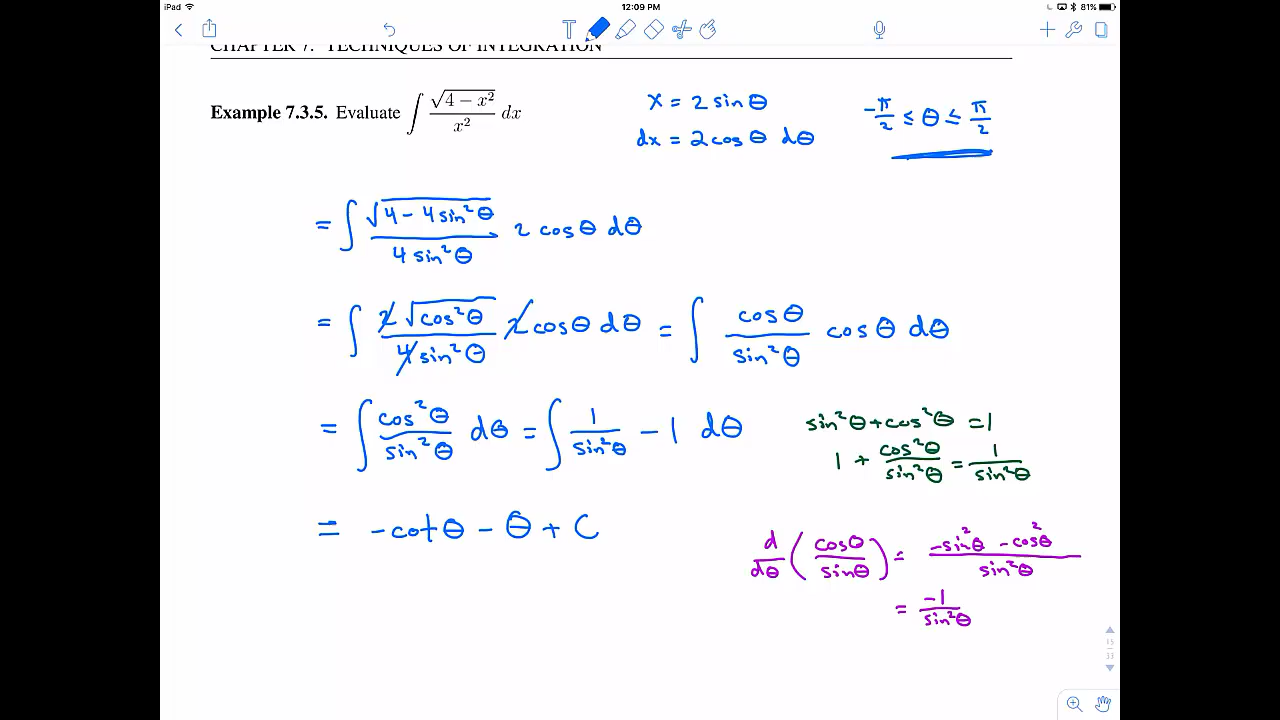 iPad
12:09 PM
81%
CHAPTER 7. TECHNIQUES OF INTEGRATION
Example 7.3.5. Evaluate ∫ √(4 − x²) / x² dx
x = 2 sin θ
dx = 2 cos θ dθ
-π/2 ≤ θ ≤ π/2
= ∫ √(4 - 4 sin²θ) / 4 sin²θ 2 cos θ dθ
= ∫ 2 √(cos²θ) / 4 sin²θ 2 cos θ dθ = ∫ cos θ / sin²θ cos θ dθ
= ∫ cos²θ / sin²θ dθ = ∫ 1 / sin²θ - 1 dθ
sin²θ + cos²θ = 1
1 + cos²θ / sin²θ = 1 / sin²θ
= -cot θ - θ + C
d/dθ (cos θ / sin θ) = (-sin²θ - cos²θ) / sin²θ
= -1 / sin²θ
15
33